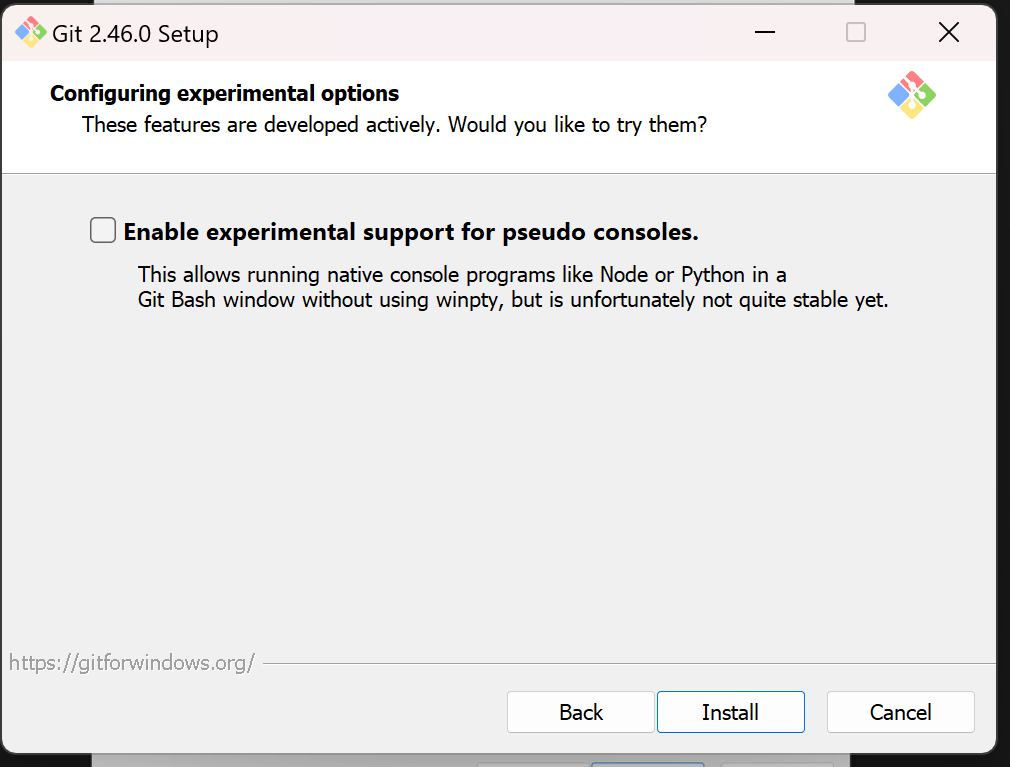 Git 2.46.0 Setup
Configuring experimental options
These features are developed actively. Would you like to try them?
Enable experimental support for pseudo consoles.
This allows running native console programs like Node or Python in a
Git Bash window without using winpty, but is unfortunately not quite stable yet.
https://gitforwindows.org/
Back Install Cancel